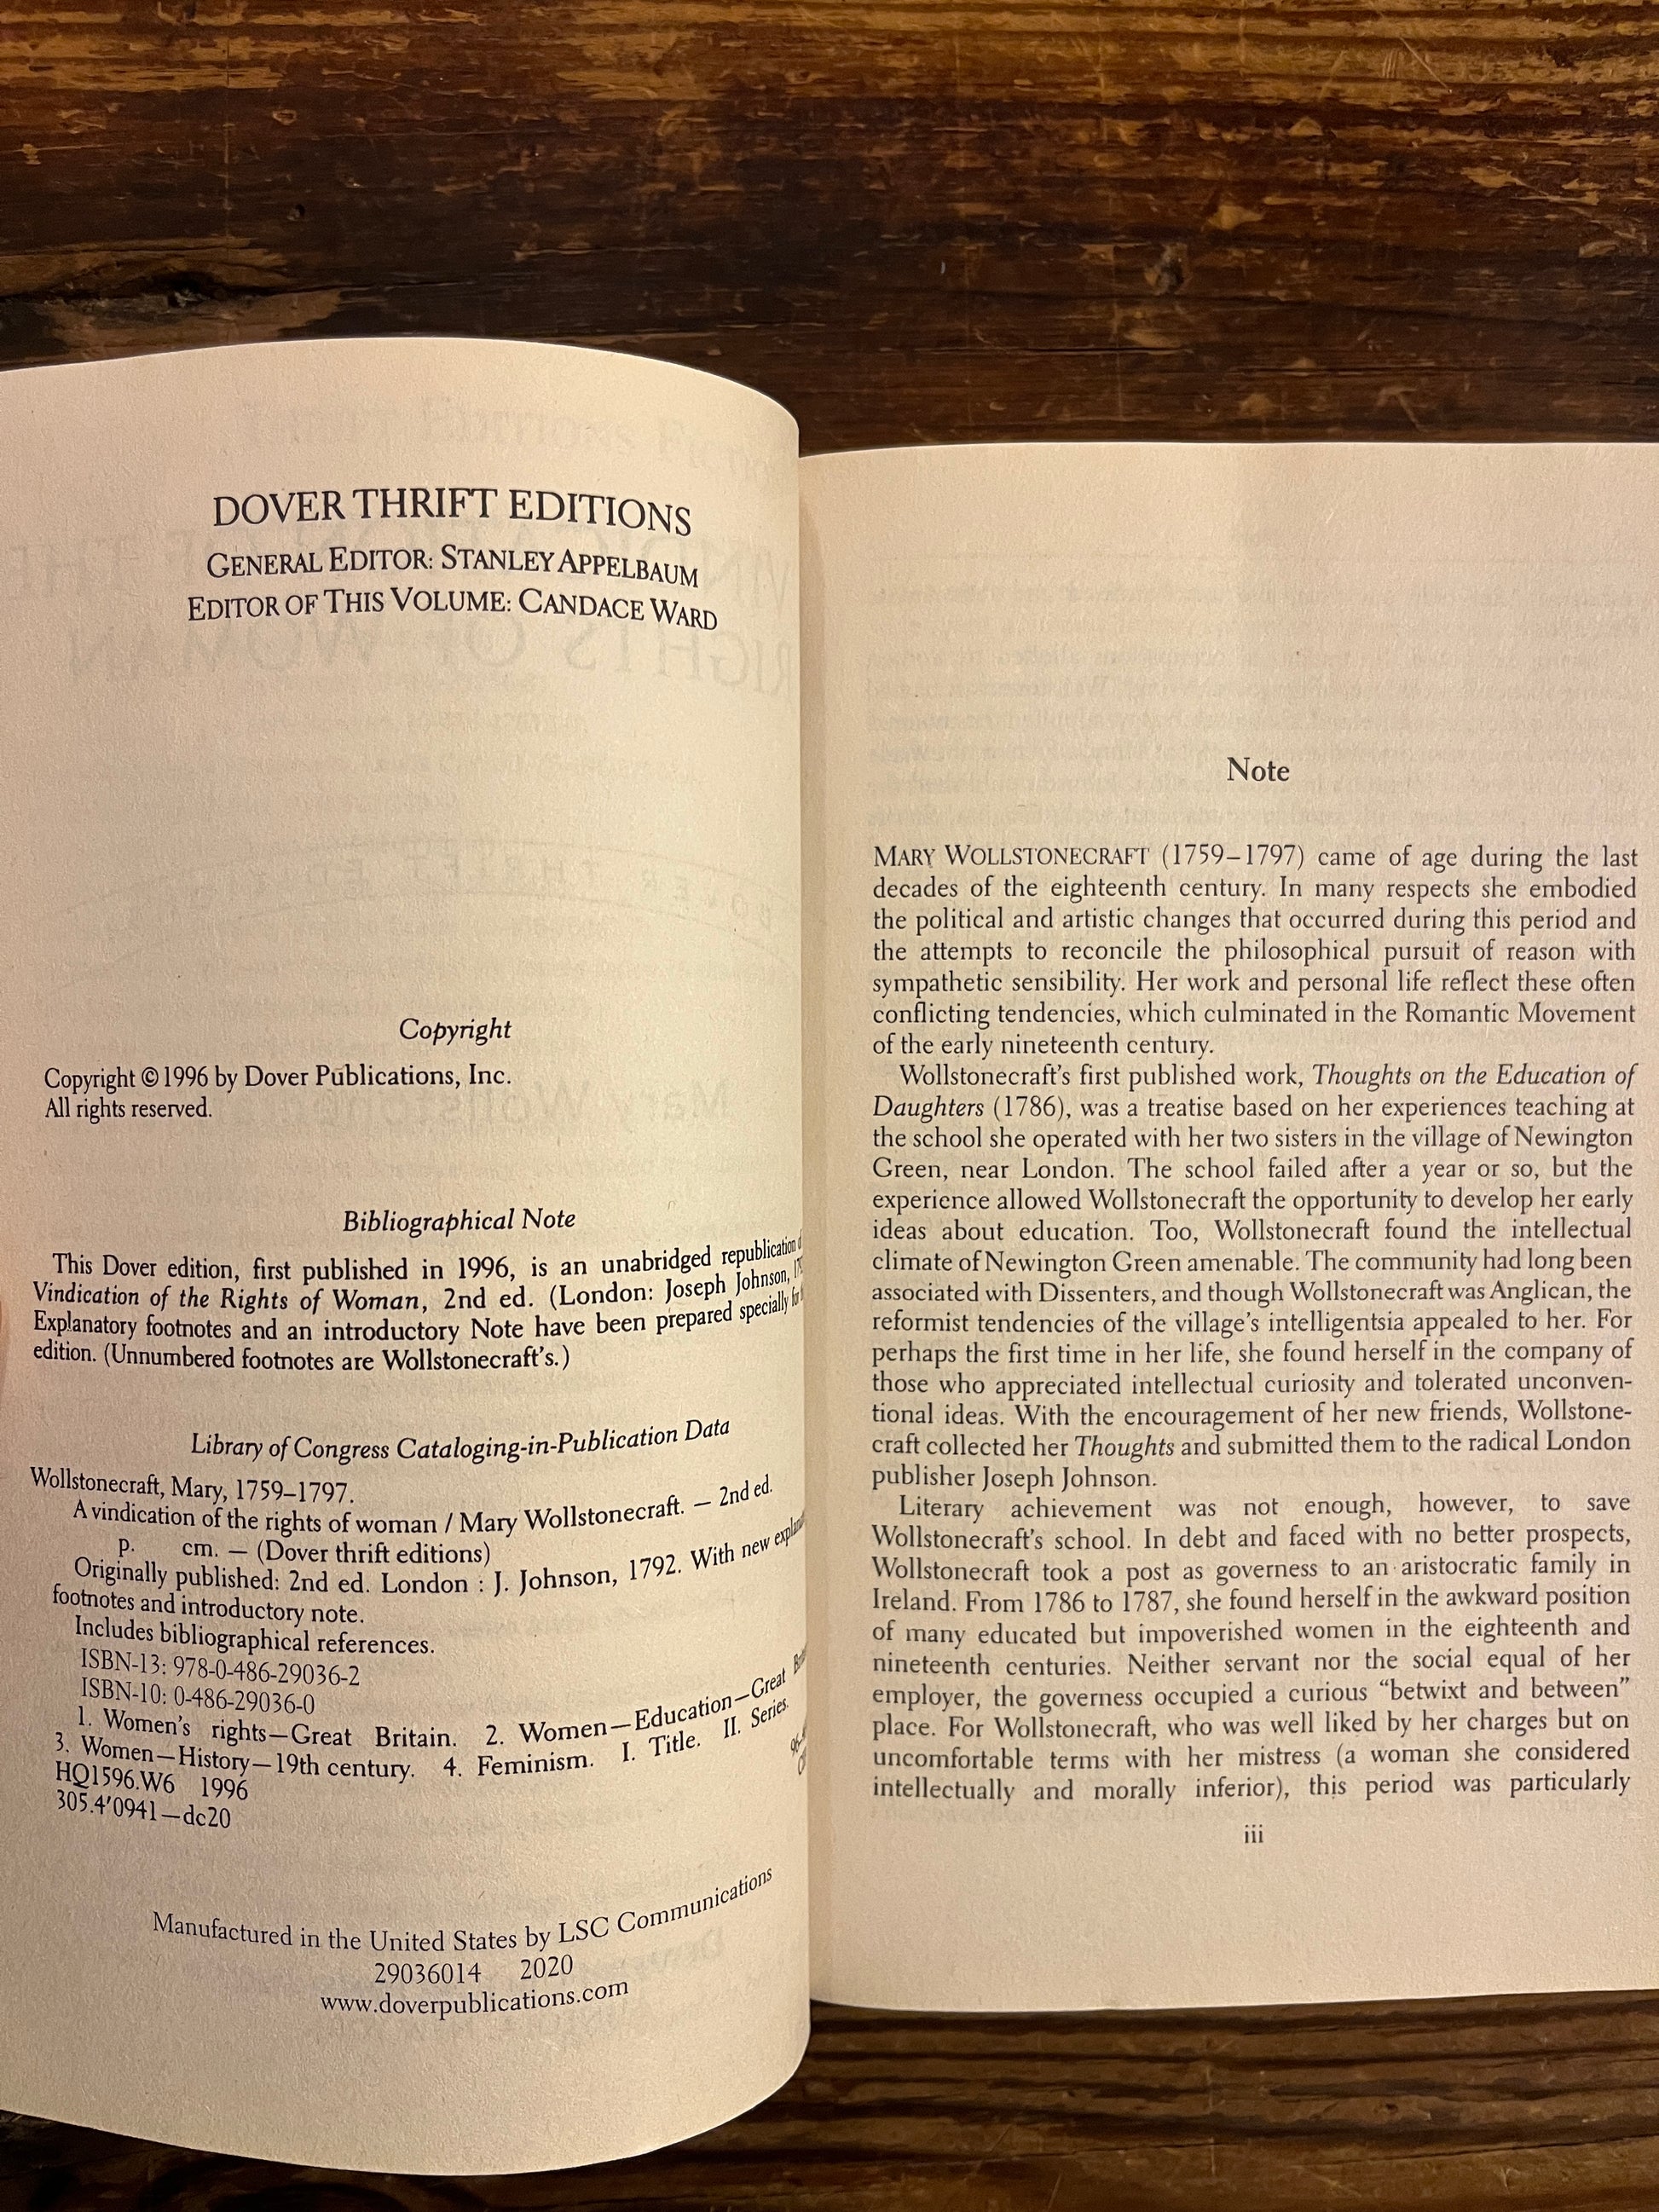 DOVER THRIFT EDITIONS
GENERAL EDITOR: STANLEY APPELBAUM
EDITOR OF THIS VOLUME: CANDACE WARD
Copyright
Copyright © 1996 by Dover Publications, Inc.
All rights reserved.
Bibliographical Note
This Dover edition, first published in 1996, is an unabridged republication
Vindication of the Rights of Woman, 2nd ed. (London: Joseph Johnson,
Explanatory footnotes and an introductory Note have been prepared specially
edition. (Unnumbered footnotes are Wollstonecraft's.)
Library of Congress Cataloging-in-Publication Data
Wollstonecraft, Mary, 1759–1797.
A vindication of the rights of woman / Mary Wollstonecraft. — 2nd ed.
p. cm. — (Dover thrift editions)
Originally published: 2nd ed. London : J. Johnson, 1792. With new
footnotes and introductory note.
Includes bibliographical references.
ISBN-13: 978-0-486-29036-2
ISBN-10: 0-486-29036-0
1. Women's rights—Great Britain. 2. Women—Education—Great
3. Women—History—19th century. 4. Feminism. I. Title. II. Series.
HQ1596.W6 1996
305.4'0941—dc20
Manufactured in the United States by LSC Communications
29036014 2020
www.doverpublications.com
Note
MARY WOLLSTONECRAFT (1759–1797) came of age during the last
decades of the eighteenth century. In many respects she embodied
the political and artistic changes that occurred during this period and
the attempts to reconcile the philosophical pursuit of reason with
sympathetic sensibility. Her work and personal life reflect these often
conflicting tendencies, which culminated in the Romantic Movement
of the early nineteenth century.
Wollstonecraft's first published work, Thoughts on the Education of
Daughters (1786), was a treatise based on her experiences teaching at
the school she operated with her two sisters in the village of Newington
Green, near London. The school failed after a year or so, but the
experience allowed Wollstonecraft the opportunity to develop her early
ideas about education. Too, Wollstonecraft found the intellectual
climate of Newington Green amenable. The community had long been
associated with Dissenters, and though Wollstonecraft was Anglican, the
reformist tendencies of the village's intelligentsia appealed to her. For
perhaps the first time in her life, she found herself in the company of
those who appreciated intellectual curiosity and tolerated unconven-
tional ideas. With the encouragement of her new friends, Wollstone-
craft collected her Thoughts and submitted them to the radical London
publisher Joseph Johnson.
Literary achievement was not enough, however, to save
Wollstonecraft's school. In debt and faced with no better prospects,
Wollstonecraft took a post as governess to an aristocratic family in
Ireland. From 1786 to 1787, she found herself in the awkward position
of many educated but impoverished women in the eighteenth and
nineteenth centuries. Neither servant nor the social equal of her
employer, the governess occupied a curious “betwixt and between”
place. For Wollstonecraft, who was well liked by her charges but on
uncomfortable terms with her mistress (a woman she considered
intellectually and morally inferior), this period was particularly
iii